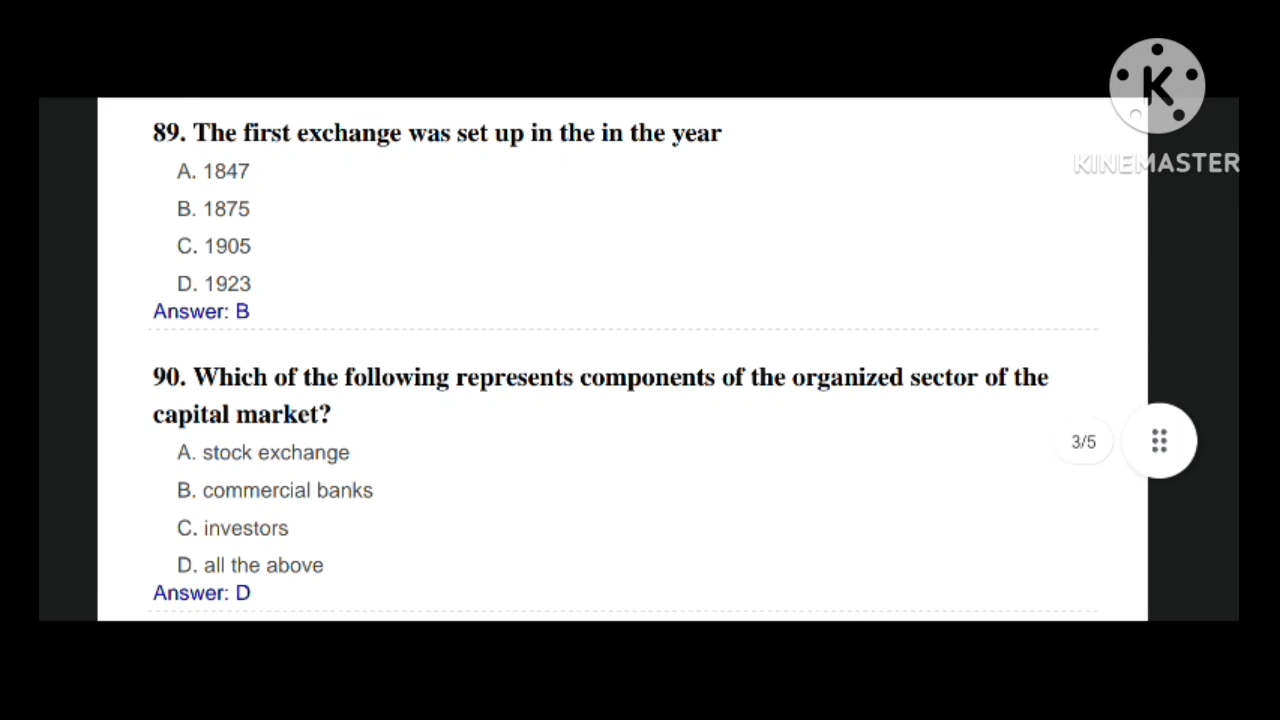 K
KINEMASTER
89. The first exchange was set up in the in the year
A. 1847
B. 1875
C. 1905
D. 1923
Answer: B
90. Which of the following represents components of the organized sector of the
capital market?
A. stock exchange
3/5
B. commercial banks
C. investors
D. all the above
Answer: D